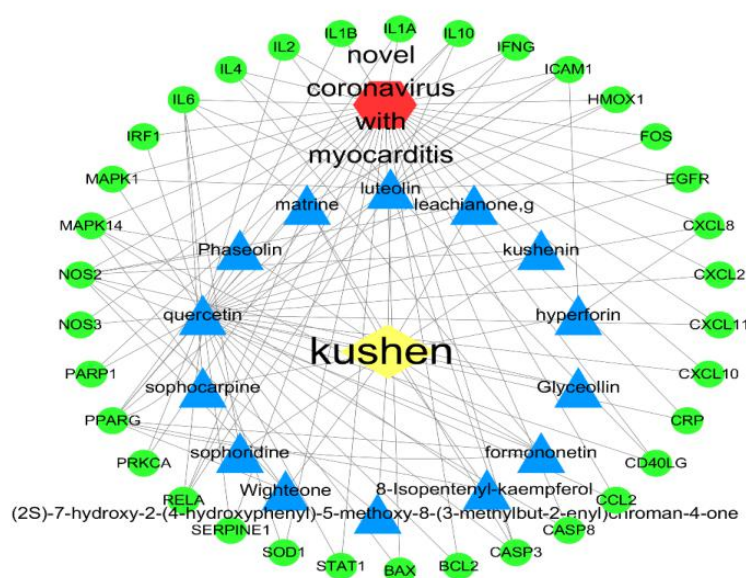 IL1A
IL1B
IL10
IL2
IFNG
novel
IL4
ICAM1
coronavirus
IL6
HMOX1
with
IRF1
FOS
myocarditis
MAPK1
EGFR
luteolin
matrine
leachianone,g
MAPK14
CXCL8
Phaseolin
kushenin
NOS2
CXCL2
quercetin
hyperforin
NOS3
CXCL11
kushen
PARP1
CXCL10
sophocarpine
Glyceollin
PPARG
CRP
sophoridine
formononetin
PRKCA
CD40LG
Wighteone
8-Isopentenyl-kaempferol
RELA
CCL2
(2S)-7-hydroxy-2-(4-hydroxyphenyl)-5-methoxy-8-(3-methylbut-2-enyl)chroman-4-one
SERPINE1
CASP8
SOD1
CASP3
STAT1
BAX
BCL2